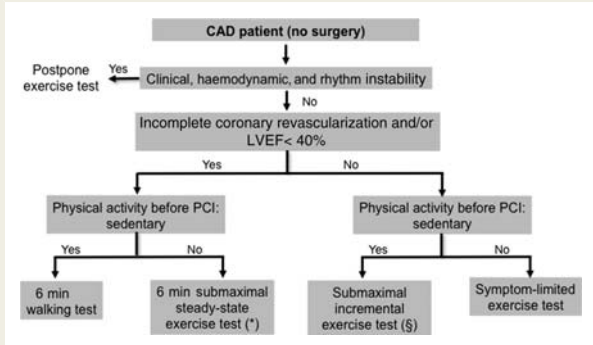 CAD patient (no surgery)
Postpone
exercise test
Yes
Clinical, haemodynamic, and rhythm instability
No
Incomplete coronary revascularization and/or
LVEF< 40%
Yes
No
Physical activity before PCI:
sedentary
Physical activity before PCI:
sedentary
Yes
No
Yes
No
6 min
walking test
6 min submaximal
steady-state
exercise test (*)
Submaximal
incremental
exercise test (§)
Symptom-limited
exercise test